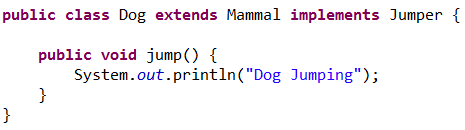 public class Dog extends Mammal implements Jumper {
public void jump() {
System.out.println("Dog Jumping");
}
}